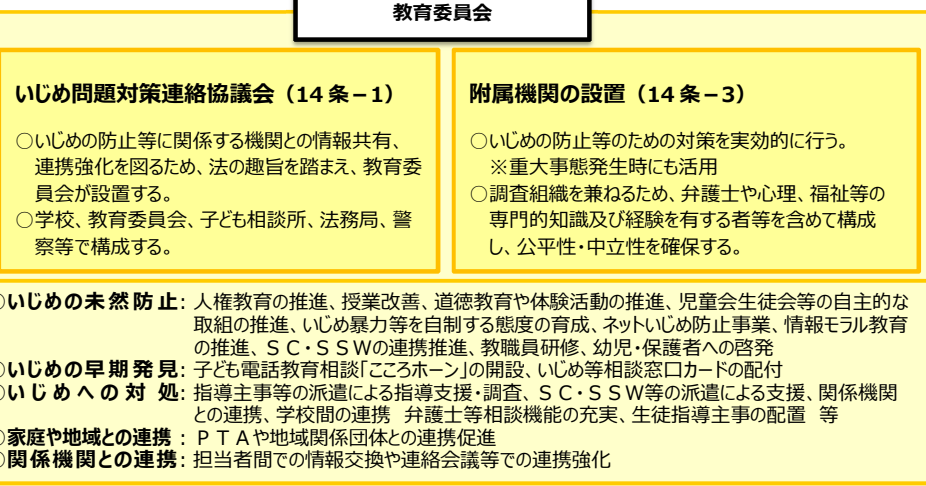 教育委員会
いじめ問題対策連絡協議会（14条－1）
○いじめの防止等に関係する機関との情報共有、
連携強化を図るため、法の趣旨を踏まえ、教育委
員会が設置する。
○学校、教育委員会、子ども相談所、法務局、警
察等で構成する。
附属機関の設置（14条－3）
○いじめの防止等のための対策を実効的に行う。
※重大事態発生時にも活用
○調査組織を兼ねるため、弁護士や心理、福祉等の
専門的知識及び経験を有する者等を含めて構成
し、公平性・中立性を確保する。
○いじめの未然防止：人権教育の推進、授業改善、道徳教育や体験活動の推進、児童会生徒会等の自主的な
取組の推進、いじめ暴力等を自制する態度の育成、ネットいじめ防止事業、情報モラル教育
の推進、ＳＣ・ＳＳＷの連携推進、教職員研修、幼児・保護者への啓発
○いじめの早期発見：子ども電話教育相談「こころホーン」の開設、いじめ等相談窓口カードの配付
○いじめへの対処：指導主事等の派遣による指導支援・調査、ＳＣ・ＳＳＷ等の派遣による支援、関係機関
との連携、学校間の連携　弁護士等相談機能の充実、生徒指導主事の配置　等
○家庭や地域との連携：ＰＴＡや地域関係団体との連携促進
○関係機関との連携：担当者間での情報交換や連絡会議等での連携強化